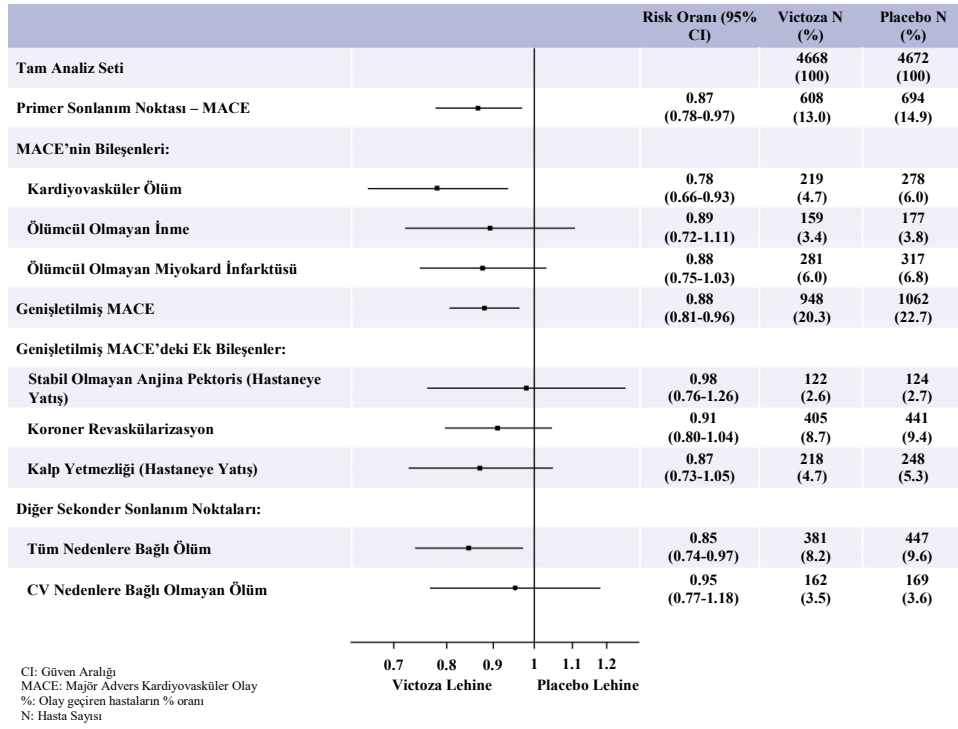 Risk Oranı (95% CI)
Victoza N (%)
Placebo N (%)
Tam Analiz Seti
4668 (100)
4672 (100)
Primer Sonlanım Noktası – MACE
0.87 (0.78-0.97)
608 (13.0)
694 (14.9)
MACE’nin Bileşenleri:
Kardiyovasküler Ölüm
0.78 (0.66-0.93)
219 (4.7)
278 (6.0)
Ölümcül Olmayan İnme
0.89 (0.72-1.11)
159 (3.4)
177 (3.8)
Ölümcül Olmayan Miyokard İnfarktüsü
0.88 (0.75-1.03)
281 (6.0)
317 (6.8)
Genişletilmiş MACE
0.88 (0.81-0.96)
948 (20.3)
1062 (22.7)
Genişletilmiş MACE’deki Ek Bileşenler:
Stabil Olmayan Anjina Pektoris (Hastaneye
Yatış)
0.98 (0.76-1.26)
122 (2.6)
124 (2.7)
Koroner Revaskülarizasyon
0.91 (0.80-1.04)
405 (8.7)
441 (9.4)
Kalp Yetmezliği (Hastaneye Yatış)
0.87 (0.73-1.05)
218 (4.7)
248 (5.3)
Diğer Sekonder Sonlanım Noktaları:
Tüm Nedenlere Bağlı Ölüm
0.85 (0.74-0.97)
381 (8.2)
447 (9.6)
CV Nedenlere Bağlı Olmayan Ölüm
0.95 (0.77-1.18)
162 (3.5)
169 (3.6)
0.7 0.8 0.9 1 1.1 1.2
Victoza Lehine Placebo Lehine
CI: Güven Aralığı
MACE: Majör Advers Kardiyovasküler Olay
%: Olay geçiren hastaların % oranı
N: Hasta Sayısı